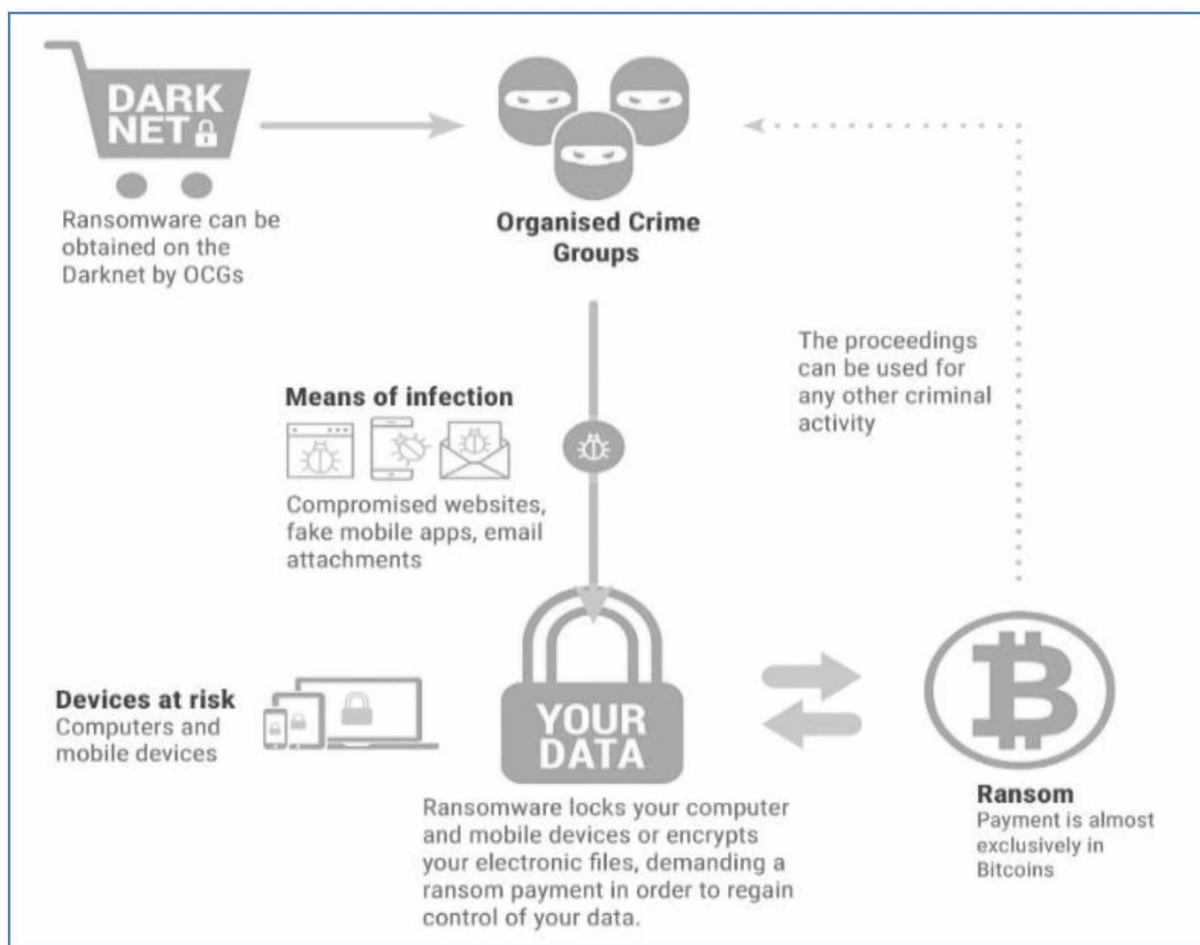 DARK
NET
Ransomware can be
obtained on the
Darknet by OCGs
Organised Crime
Groups
The proceedings
can be used for
any other criminal
activity
Means of infection
Compromised websites,
fake mobile apps, email
attachments
Devices at risk
Computers and
mobile devices
YOUR
DATA
Ransomware locks your computer
and mobile devices or encrypts
your electronic files, demanding a
ransom payment in order to regain
control of your data.
Ransom
Payment is almost
exclusively in
Bitcoins